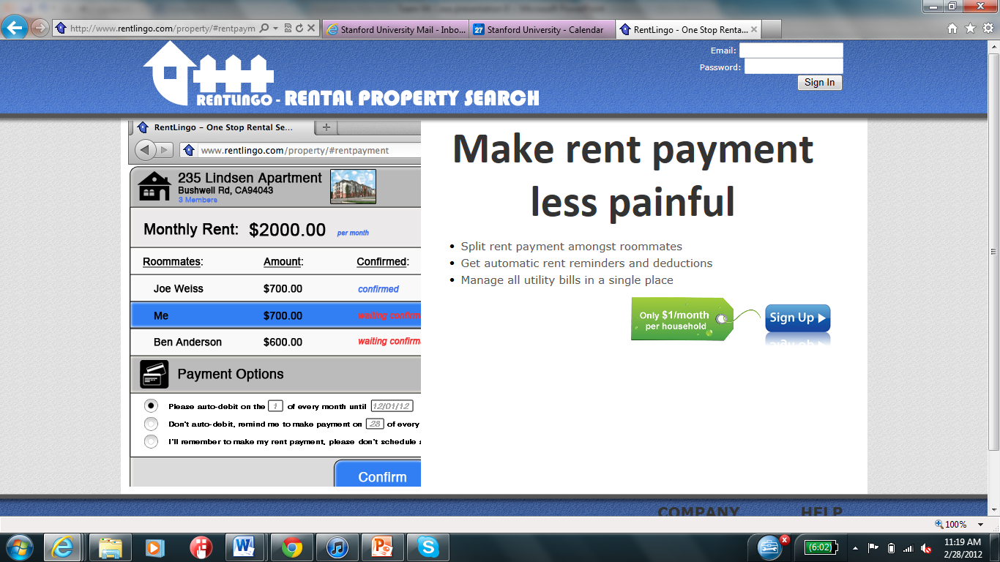 http://www.rentlingo.com/property/#rentpaym
Stanford University Mail - Inbo...
27 Stanford University - Calendar
RentLingo - One Stop Renta...
Email:
Password:
Sign In
RENTLINGO - RENTAL PROPERTY SEARCH
RentLingo - One Stop Rental Se...
www.rentlingo.com/property/#rentpayment
235 Lindsen Apartment
Bushwell Rd, CA94043
3 Members
Monthly Rent: $2000.00 per month
Roommates: Amount: Confirmed:
Joe Weiss $700.00 confirmed
Me $700.00 waiting confirm
Ben Anderson $600.00 waiting confirm
Payment Options
Please auto-debit on the 1 of every month until 12/01/12
Don't auto-debit, remind me to make payment on 28 of every
I'll remember to make my rent payment, please don't schedule a
Confirm
Make rent payment
less painful
• Split rent payment amongst roommates
• Get automatic rent reminders and deductions
• Manage all utility bills in a single place
Only $1/month
per household
Sign Up
COMPANY HELP
100%
(6:02)
11:19 AM
2/28/2012